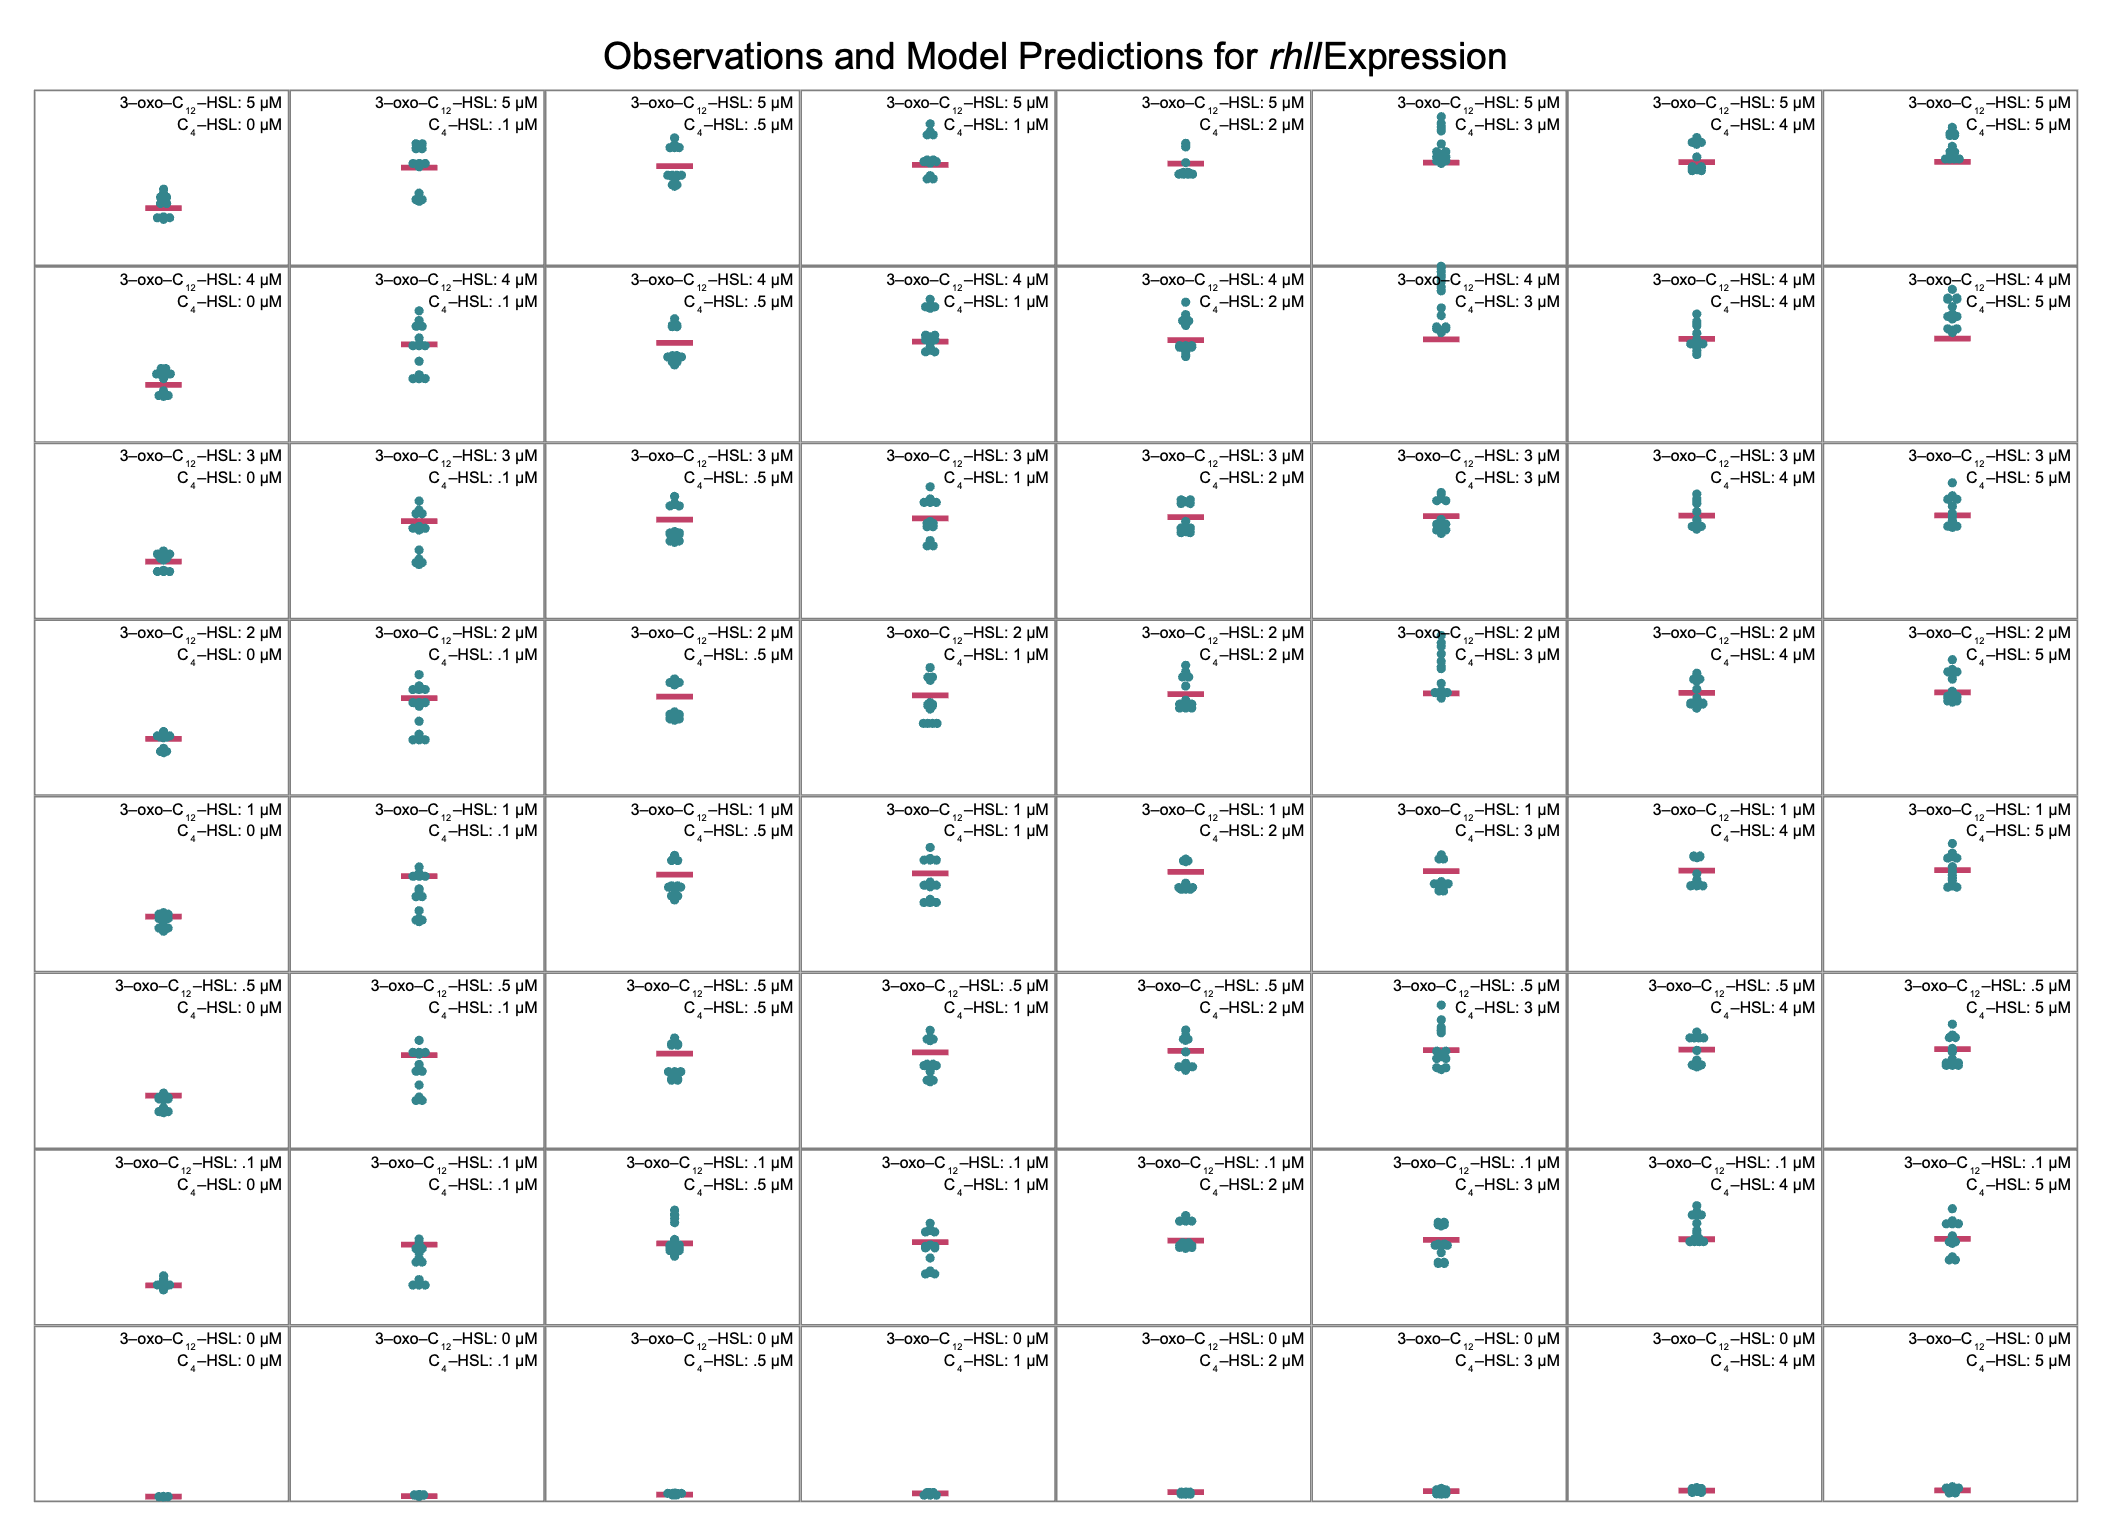 Observations and Model Predictions for rhlIExpression
3–oxo–C12–HSL: 5 µM
C4–HSL: 0 µM
3–oxo–C12–HSL: 5 µM
C4–HSL: .1 µM
3–oxo–C12–HSL: 5 µM
C4–HSL: .5 µM
3–oxo–C12–HSL: 5 µM
C4–HSL: 1 µM
3–oxo–C12–HSL: 5 µM
C4–HSL: 2 µM
3–oxo–C12–HSL: 5 µM
C4–HSL: 3 µM
3–oxo–C12–HSL: 5 µM
C4–HSL: 4 µM
3–oxo–C12–HSL: 5 µM
C4–HSL: 5 µM
3–oxo–C12–HSL: 4 µM
C4–HSL: 0 µM
3–oxo–C12–HSL: 4 µM
C4–HSL: .1 µM
3–oxo–C12–HSL: 4 µM
C4–HSL: .5 µM
3–oxo–C12–HSL: 4 µM
C4–HSL: 1 µM
3–oxo–C12–HSL: 4 µM
C4–HSL: 2 µM
3–oxo–C12–HSL: 4 µM
C4–HSL: 3 µM
3–oxo–C12–HSL: 4 µM
C4–HSL: 4 µM
3–oxo–C12–HSL: 4 µM
C4–HSL: 5 µM
3–oxo–C12–HSL: 3 µM
C4–HSL: 0 µM
3–oxo–C12–HSL: 3 µM
C4–HSL: .1 µM
3–oxo–C12–HSL: 3 µM
C4–HSL: .5 µM
3–oxo–C12–HSL: 3 µM
C4–HSL: 1 µM
3–oxo–C12–HSL: 3 µM
C4–HSL: 2 µM
3–oxo–C12–HSL: 3 µM
C4–HSL: 3 µM
3–oxo–C12–HSL: 3 µM
C4–HSL: 4 µM
3–oxo–C12–HSL: 3 µM
C4–HSL: 5 µM
3–oxo–C12–HSL: 2 µM
C4–HSL: 0 µM
3–oxo–C12–HSL: 2 µM
C4–HSL: .1 µM
3–oxo–C12–HSL: 2 µM
C4–HSL: .5 µM
3–oxo–C12–HSL: 2 µM
C4–HSL: 1 µM
3–oxo–C12–HSL: 2 µM
C4–HSL: 2 µM
3–oxo–C12–HSL: 2 µM
C4–HSL: 3 µM
3–oxo–C12–HSL: 2 µM
C4–HSL: 4 µM
3–oxo–C12–HSL: 2 µM
C4–HSL: 5 µM
3–oxo–C12–HSL: 1 µM
C4–HSL: 0 µM
3–oxo–C12–HSL: 1 µM
C4–HSL: .1 µM
3–oxo–C12–HSL: 1 µM
C4–HSL: .5 µM
3–oxo–C12–HSL: 1 µM
C4–HSL: 1 µM
3–oxo–C12–HSL: 1 µM
C4–HSL: 2 µM
3–oxo–C12–HSL: 1 µM
C4–HSL: 3 µM
3–oxo–C12–HSL: 1 µM
C4–HSL: 4 µM
3–oxo–C12–HSL: 1 µM
C4–HSL: 5 µM
3–oxo–C12–HSL: .5 µM
C4–HSL: 0 µM
3–oxo–C12–HSL: .5 µM
C4–HSL: .1 µM
3–oxo–C12–HSL: .5 µM
C4–HSL: .5 µM
3–oxo–C12–HSL: .5 µM
C4–HSL: 1 µM
3–oxo–C12–HSL: .5 µM
C4–HSL: 2 µM
3–oxo–C12–HSL: .5 µM
C4–HSL: 3 µM
3–oxo–C12–HSL: .5 µM
C4–HSL: 4 µM
3–oxo–C12–HSL: .5 µM
C4–HSL: 5 µM
3–oxo–C12–HSL: .1 µM
C4–HSL: 0 µM
3–oxo–C12–HSL: .1 µM
C4–HSL: .1 µM
3–oxo–C12–HSL: .1 µM
C4–HSL: .5 µM
3–oxo–C12–HSL: .1 µM
C4–HSL: 1 µM
3–oxo–C12–HSL: .1 µM
C4–HSL: 2 µM
3–oxo–C12–HSL: .1 µM
C4–HSL: 3 µM
3–oxo–C12–HSL: .1 µM
C4–HSL: 4 µM
3–oxo–C12–HSL: .1 µM
C4–HSL: 5 µM
3–oxo–C12–HSL: 0 µM
C4–HSL: 0 µM
3–oxo–C12–HSL: 0 µM
C4–HSL: .1 µM
3–oxo–C12–HSL: 0 µM
C4–HSL: .5 µM
3–oxo–C12–HSL: 0 µM
C4–HSL: 1 µM
3–oxo–C12–HSL: 0 µM
C4–HSL: 2 µM
3–oxo–C12–HSL: 0 µM
C4–HSL: 3 µM
3–oxo–C12–HSL: 0 µM
C4–HSL: 4 µM
3–oxo–C12–HSL: 0 µM
C4–HSL: 5 µM